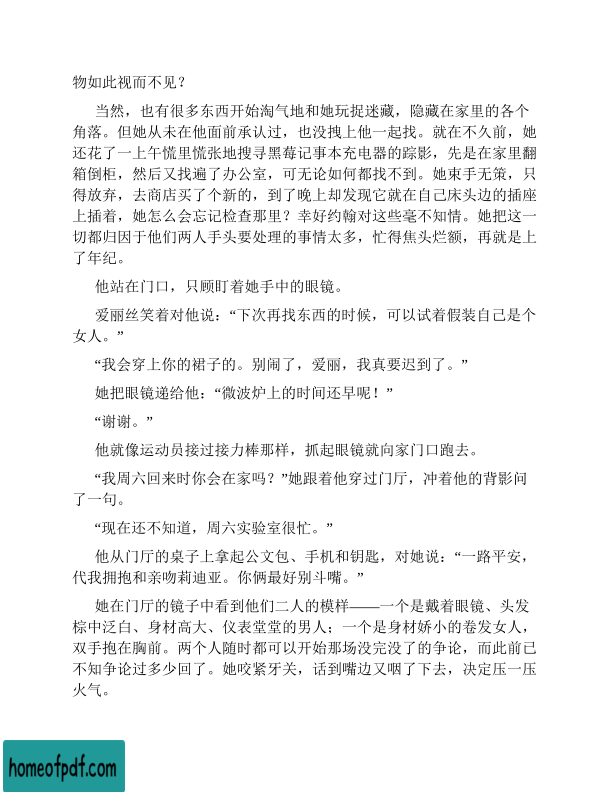 物如此视而不见？
当然，也有很多东西开始淘气地和她玩捉迷藏，隐藏在家里的各个
角落。但她从未在他面前承认过，也没拽上他一起找。就在不久前，她
还花了一上午慌里慌张地搜寻黑莓记事本充电器的踪影，先是在家里翻
箱倒柜，然后又找遍了办公室，可无论如何都找不到。她束手无策，只
得放弃，去商店买了个新的，到了晚上却发现它就在自己床头边的插座
上插着，她怎么会忘记检查那里？幸好约翰对这些毫不知情。她把这一
切都归因于他们两人手头要处理的事情太多，忙得焦头烂额，再就是上
了年纪。
他站在门口，只顾盯着她手中的眼镜。
爱丽丝笑着对他说：“下次再找东西的时候，可以试着假装自己是个
女人。”
“我会穿上你的裙子的。别闹了，爱丽，我真要迟到了。”
她把眼镜递给他：“微波炉上的时间还早呢！”
“谢谢。”
他就像运动员接过接力棒那样，抓起眼镜就向家门口跑去。
“我周六回来时你会在家吗？”她跟着他穿过门厅，冲着他的背影问
了一句。
“现在还不知道，周六实验室很忙。”
他从门厅的桌子上拿起公文包、手机和钥匙，对她说：“一路平安，
代我拥抱和亲吻莉迪亚。你俩最好别斗嘴。”
她在门厅的镜子中看到他们二人的模样——一个是戴着眼镜、头发
棕中泛白、身材高大、仪表堂堂的男人；一个是身材娇小的卷发女人，
双手抱在胸前。两个人随时都可以开始那场没完没了的争论，而此前已
不知争论过多少回了。她咬紧牙关，话到嘴边又咽了下去，决定压一压
火气。
homeofpdf.com